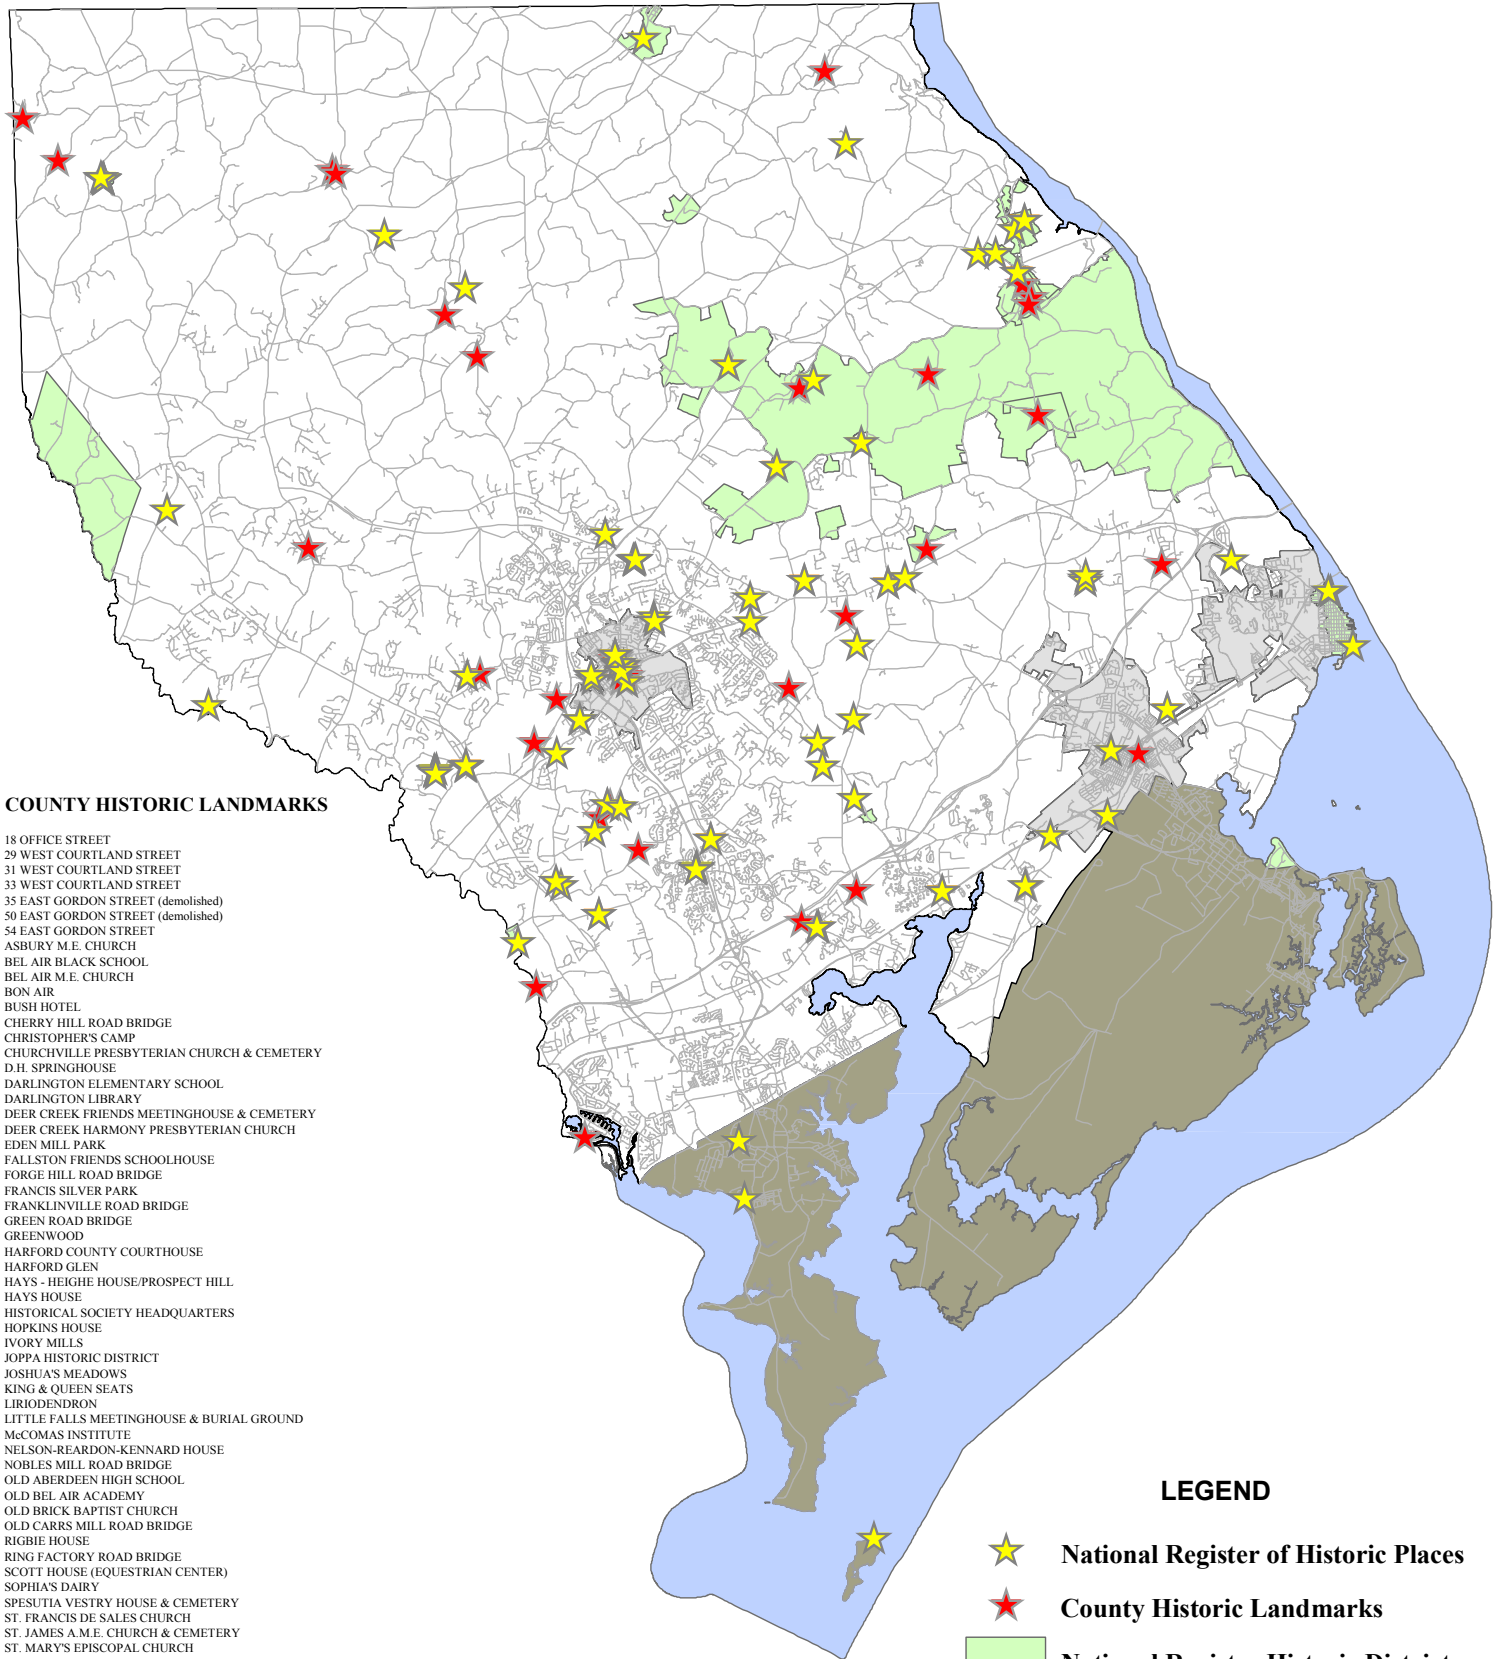 COUNTY HISTORIC LANDMARKS
18 OFFICE STREET
29 WEST COURTLAND STREET
31 WEST COURTLAND STREET
33 WEST COURTLAND STREET
35 EAST GORDON STREET (demolished)
50 EAST GORDON STREET (demolished)
54 EAST GORDON STREET
ASBURY M.E. CHURCH
BEL AIR BLACK SCHOOL
BEL AIR M.E. CHURCH
BON AIR
BUSH HOTEL
CHERRY HILL ROAD BRIDGE
CHRISTOPHER'S CAMP
CHURCHVILLE PRESBYTERIAN CHURCH & CEMETERY
D.H. SPRINGHOUSE
DARLINGTON ELEMENTARY SCHOOL
DARLINGTON LIBRARY
DEER CREEK FRIENDS MEETINGHOUSE & CEMETERY
DEER CREEK HARMONY PRESBYTERIAN CHURCH
EDEN MILL PARK
FALLSTON FRIENDS SCHOOLHOUSE
FORGE HILL ROAD BRIDGE
FRANCIS SILVER PARK
FRANKLINVILLE ROAD BRIDGE
GREEN ROAD BRIDGE
GREENWOOD
HARFORD COUNTY COURTHOUSE
HARFORD GLEN
HAYS - HEIGHE HOUSE/PROSPECT HILL
HAYS HOUSE
HISTORICAL SOCIETY HEADQUARTERS
HOPKINS HOUSE
IVORY MILLS
JOPPA HISTORIC DISTRICT
JOSHUA'S MEADOWS
KING & QUEEN SEATS
LIRIODENDRON
LITTLE FALLS MEETINGHOUSE & BURIAL GROUND
McCOMAS INSTITUTE
NELSON-REARDON-KENNARD HOUSE
NOBLES MILL ROAD BRIDGE
OLD ABERDEEN HIGH SCHOOL
OLD BEL AIR ACADEMY
OLD BRICK BAPTIST CHURCH
OLD CARRS MILL ROAD BRIDGE
RIGBIE HOUSE
RING FACTORY ROAD BRIDGE
SCOTT HOUSE (EQUESTRIAN CENTER)
SOPHIA'S DAIRY
SPESUTIA VESTRY HOUSE & CEMETERY
ST. FRANCIS DE SALES CHURCH
ST. JAMES A.M.E. CHURCH & CEMETERY
ST. MARY'S EPISCOPAL CHURCH
LEGEND
National Register of Historic Places
County Historic Landmarks
National Register Historic District